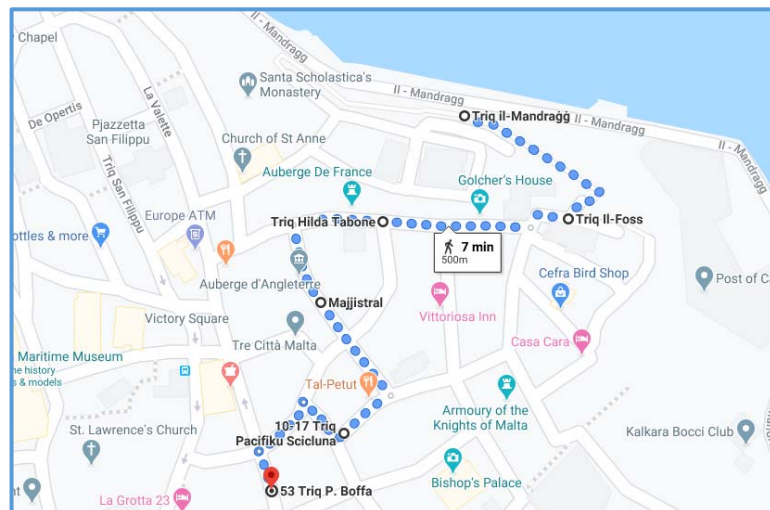 Chapel
La Vallette
Santa Scholastica's
Monastery
Il - Mandragg
Triq il-Mandraġġ
Il - Mandragg
Il - Mandragg
De Opertis
Pjazzetta
San Filippu
Church of St Anne
Triq San Filippu
Auberge De France
Golcher's House
Europe ATM
ottles & more
Triq Hilda Tabone
Triq Il-Foss
7 min
500m
Auberge d'Angleterre
Majjistral
Cefra Bird Shop
Post of Ca
Vittoriosa Inn
Victory Square
Tre Città Malta
Casa Cara
Maritime Museum
he history
s & models
Tal-Petut
Armoury of the
Knights of Malta
10-17 Triq
Pacifiku Scicluna
St. Lawrence's Church
Kalkara Bocci Club
Bishop's Palace
La Grotta 23
53 Triq P. Boffa